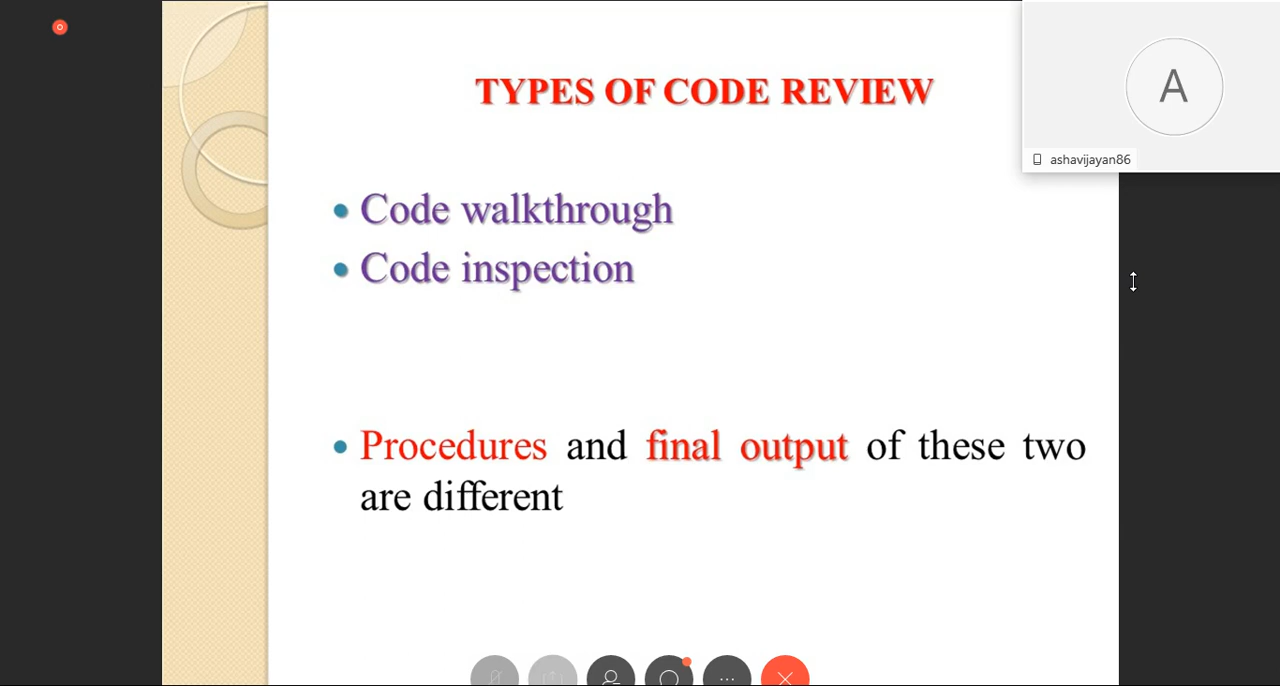 TYPES OF CODE REVIEW
A
ashavijayan86
• Code walkthrough
• Code inspection
• Procedures and final output of these two
are different